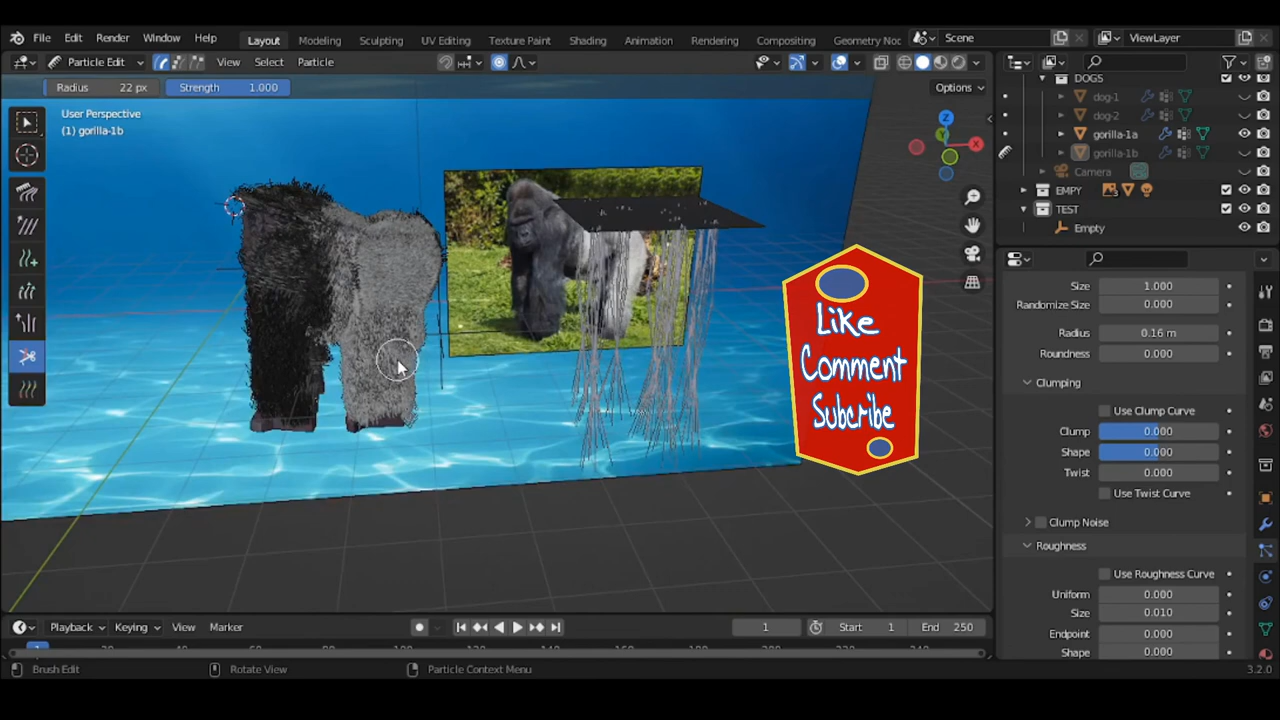 File Edit Render Window Help Layout Modeling Sculpting UV Editing Texture Paint Shading Animation Rendering Compositing Geometry Noc Scene ViewLayer
Particle Edit View Select Particle
Radius 22 px Strength 1.000 Options
User Perspective
(1) gorilla-1b
Z
Y
X
DOGS
dog-1
dog-2
gorilla-1a
gorilla-1b
Camera
EMPY 3
TEST
Empty
Size 1.000
Randomize Size 0.000
Radius 0.16 m
Roundness 0.000
Clumping
Use Clump Curve
Clump 0.000
Shape 0.000
Twist 0.000
Use Twist Curve
Clump Noise
Roughness
Use Roughness Curve
Uniform 0.000
Size 0.010
Endpoint 0.000
Shape 0.000
Like
Comment
Subcribe
Playback Keying View Marker 1 Start 1 End 250
Brush Edit Rotate View Particle Context Menu 3.2.0